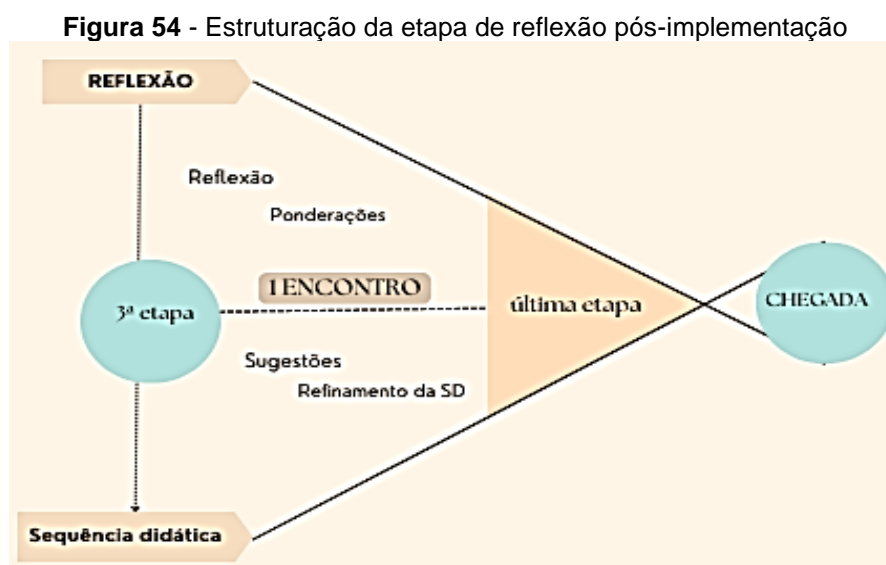 Figura 54 - Estruturação da etapa de reflexão pós-implementação
REFLEXÃO
Reflexão
Ponderações
1 ENCONTRO
3ª etapa
última etapa
CHEGADA
Sugestões
Refinamento da SD
Sequência didática